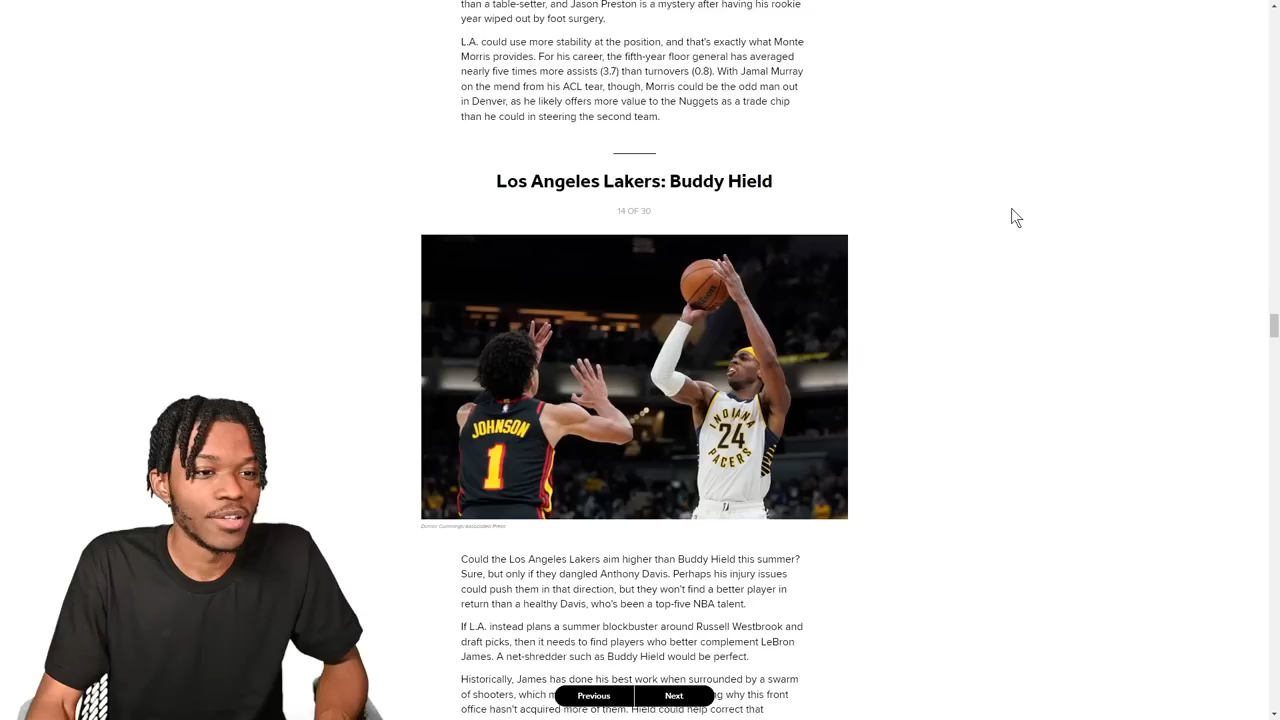 than a table-setter, and Jason Preston is a mystery after having his rookie
year wiped out by foot surgery.
L.A. could use more stability at the position, and that's exactly what Monte
Morris provides. For his career, the fifth-year floor general has averaged
nearly five times more assists (3.7) than turnovers (0.8). With Jamal Murray
on the mend from his ACL tear, though, Morris could be the odd man out
in Denver, as he likely offers more value to the Nuggets as a trade chip
than he could in steering the second team.
Los Angeles Lakers: Buddy Hield
14 OF 30
JOHNSON
1
INDIANA
24
PACERS
Darron Cummings/Associated Press
Could the Los Angeles Lakers aim higher than Buddy Hield this summer?
Sure, but only if they dangled Anthony Davis. Perhaps his injury issues
could push them in that direction, but they won't find a better player in
return than a healthy Davis, who's been a top-five NBA talent.
If L.A. instead plans a summer blockbuster around Russell Westbrook and
draft picks, then it needs to find players who better complement LeBron
James. A net-shredder such as Buddy Hield would be perfect.
Historically, James has done his best work when surrounded by a swarm
of shooters, which m
Previous
Next
g why this front
office hasn't acquired more of them. Hield could help correct that